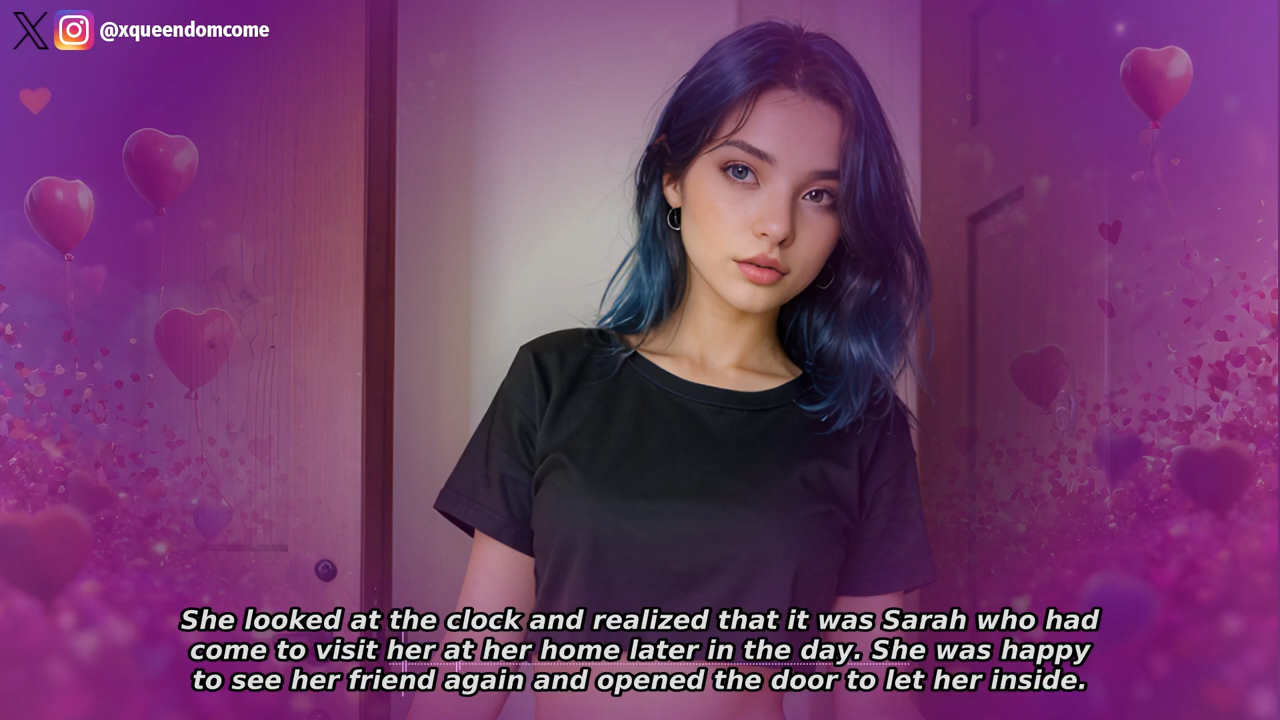 @xqueendomcome
She looked at the clock and realized that it was Sarah who had
come to visit her at her home later in the day. She was happy
to see her friend again and opened the door to let her inside.